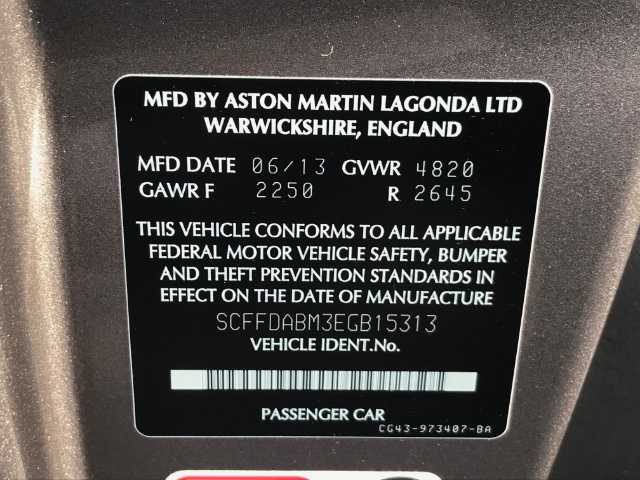 MFD BY ASTON MARTIN LAGONDA LTD
WARWICKSHIRE, ENGLAND
MFD DATE 06/13 GVWR 4820
GAWR F 2250 R 2645
THIS VEHICLE CONFORMS TO ALL APPLICABLE
FEDERAL MOTOR VEHICLE SAFETY, BUMPER
AND THEFT PREVENTION STANDARDS IN
EFFECT ON THE DATE OF MANUFACTURE
SCFFDABM3EGB15313
VEHICLE IDENT.No.
PASSENGER CAR
CG43-973407-BA